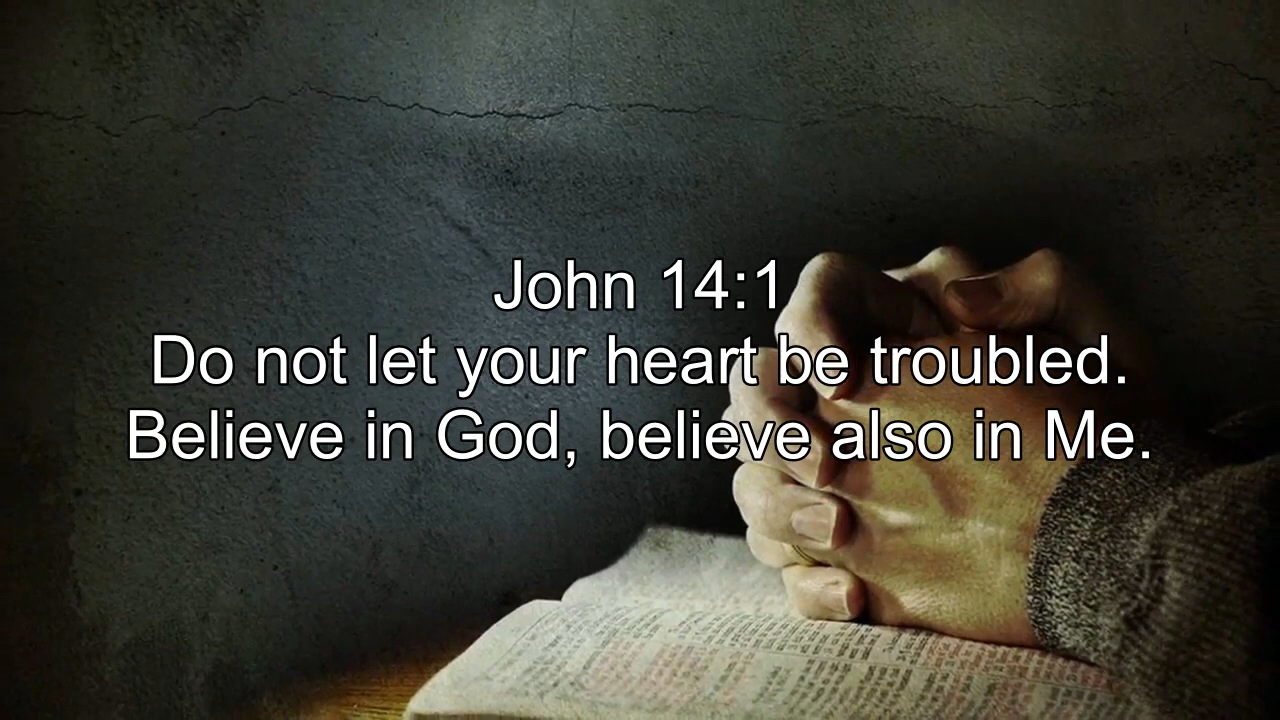 John 14:1
Do not let your heart be troubled.
Believe in God, believe also in Me.